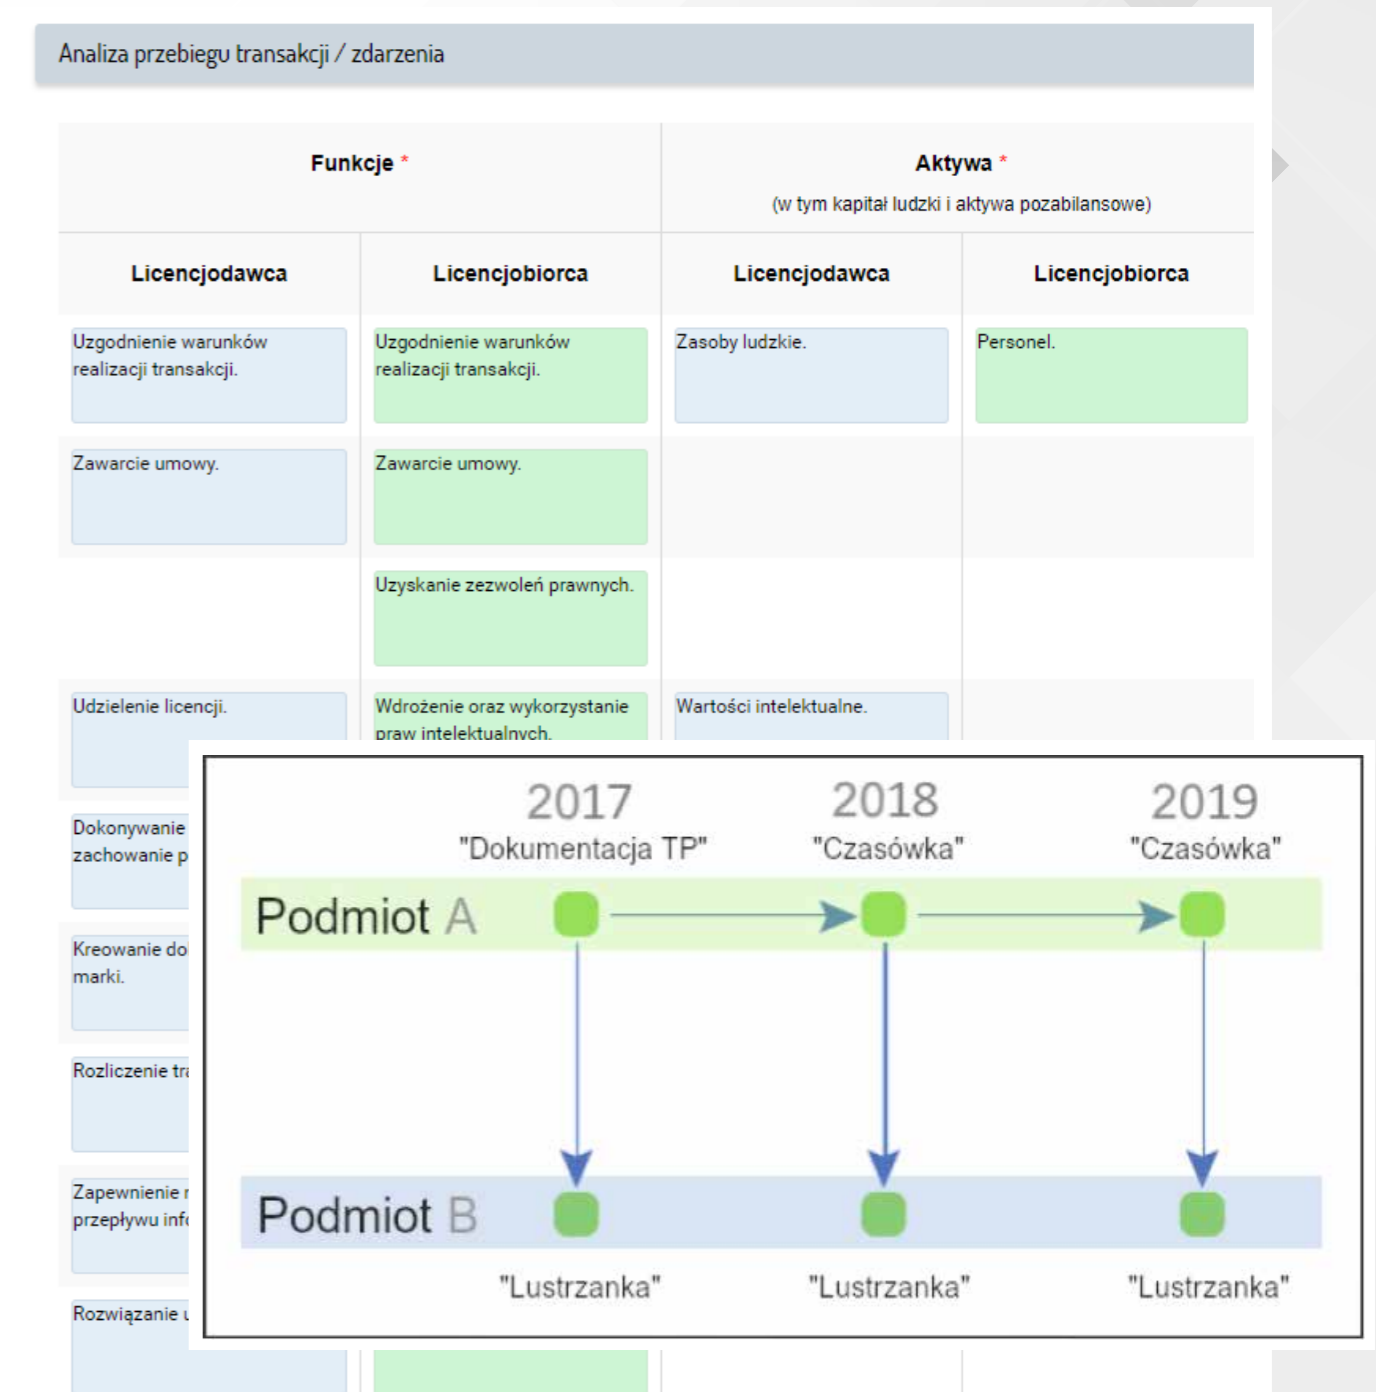 Analiza przebiegu transakcji / zdarzenia
Funkcje *
Aktywa *
(w tym kapitał ludzki i aktywa pozabilansowe)
Licencjodawca
Licencjobiorca
Licencjodawca
Licencjobiorca
Uzgodnienie warunków
realizacji transakcji.
Uzgodnienie warunków
realizacji transakcji.
Zasoby ludzkie.
Personel.
Zawarcie umowy.
Zawarcie umowy.
Uzyskanie zezwoleń prawnych.
Udzielenie licencji.
Wdrożenie oraz wykorzystanie
praw intelektualnych.
Wartości intelektualne.
Dokonywanie
zachowanie
Kreowanie
marki.
Rozliczenie
Zapewnienie
przepływu
Rozwiązanie
2017
2018
2019
"Dokumentacja TP"
"Czasówka"
"Czasówka"
Podmiot A
Podmiot B
"Lustrzanka"
"Lustrzanka"
"Lustrzanka"